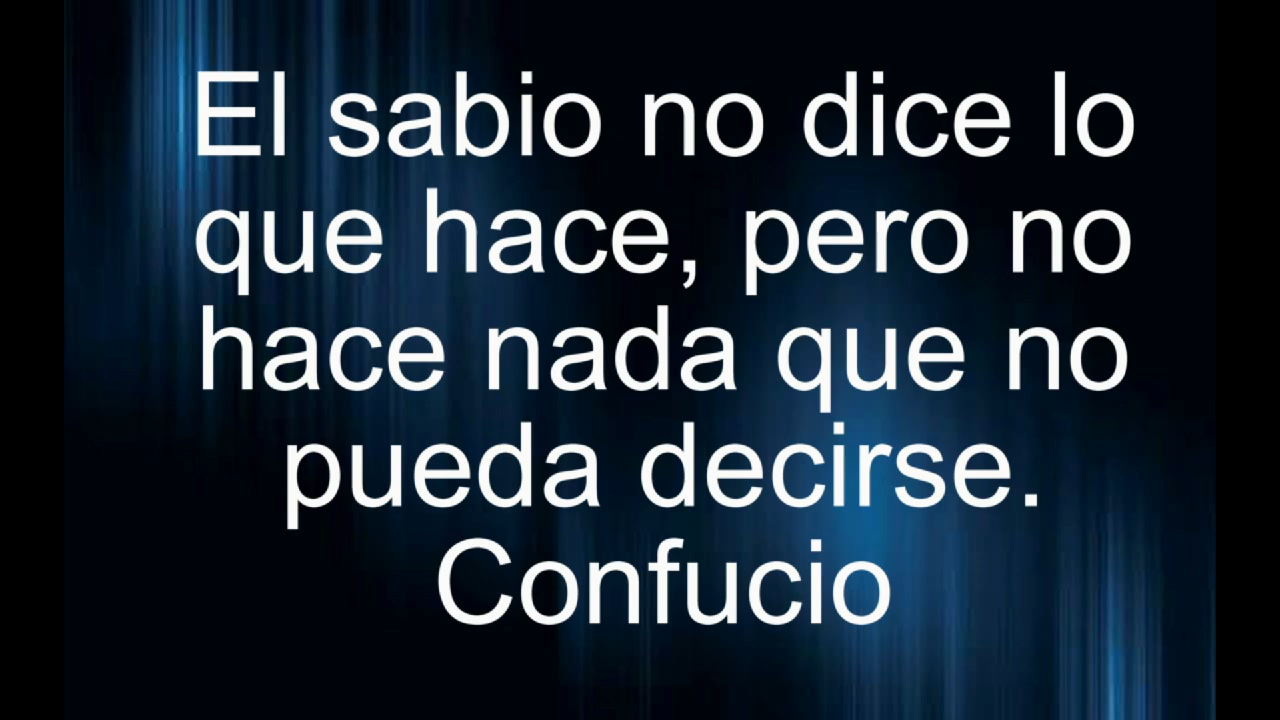 El sabio no dice lo
que hace, pero no
hace nada que no
pueda decirse.
Confucio